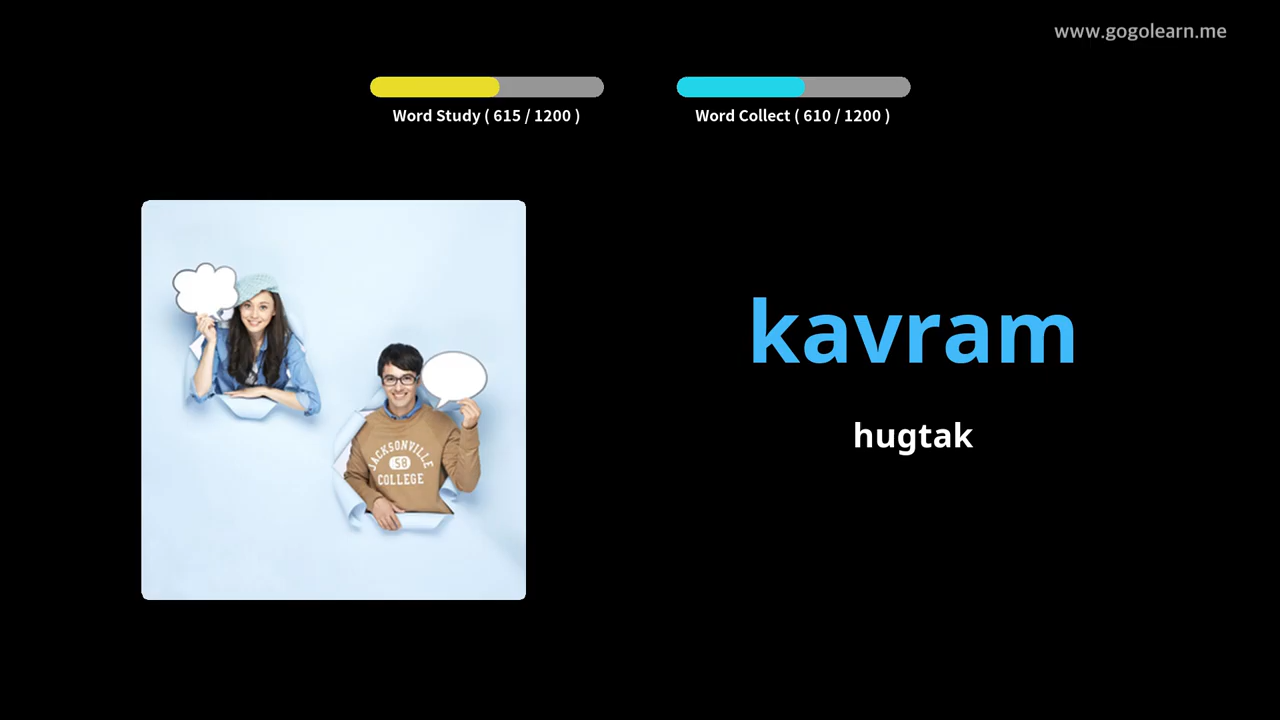 www.gogolearn.me
Word Study ( 615 / 1200 )
Word Collect ( 610 / 1200 )
kavram
hugtak
JACKSONVILLE
58
COLLEGE